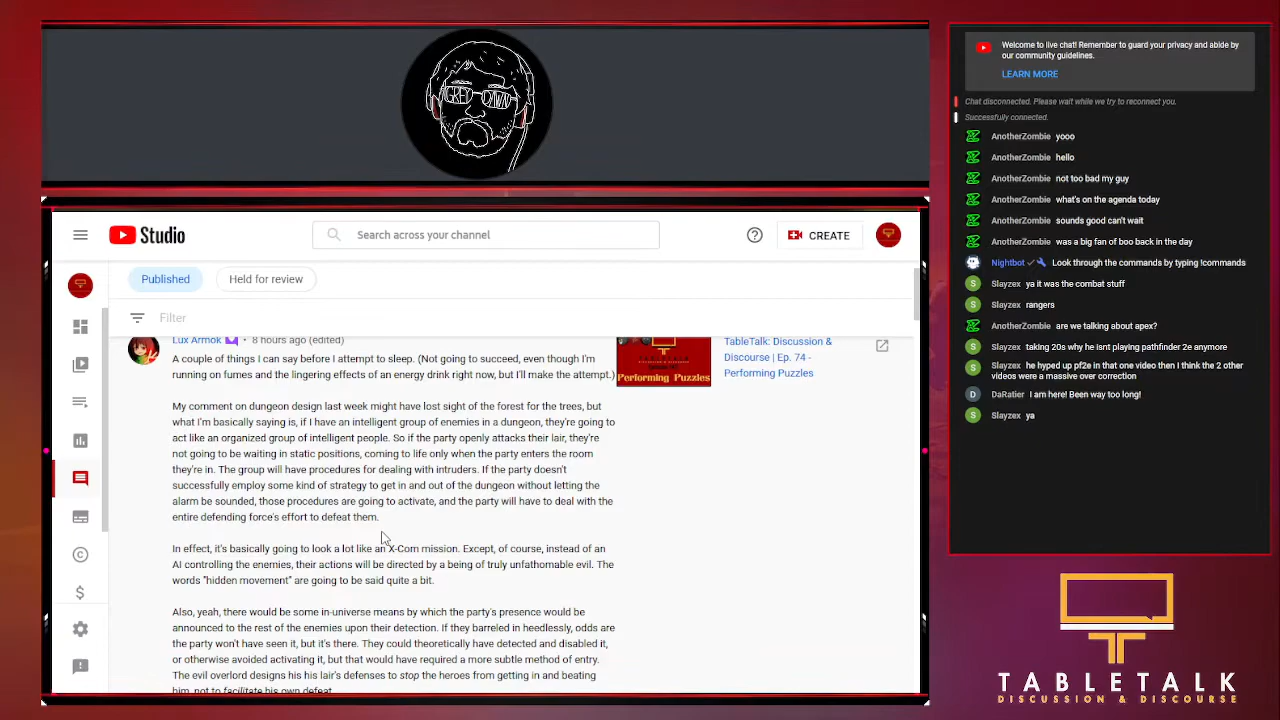 Studio
Search across your channel
CREATE
Published
Held for review
Filter
Lux Armok • 8 hours ago (edited)
A couple of things I can say before I attempt to sleep. (Not going to succeed, even though I'm
running on fumes and the lingering effects of an energy drink right now, but I'll make the attempt.)
My comment on dungeon design last week might have lost sight of the forest for the trees, but
what I'm basically saying is, if I have an intelligent group of enemies in a dungeon, they're going to
act like an organized group of intelligent people. So if the party openly attacks their lair, they're
not going to be waiting in static positions, coming to life only when the party enters the room
they're in. The group will have procedures for dealing with intruders. If the party doesn't
successfully employ some kind of strategy to get in and out of the dungeon without letting the
alarm be sounded, those procedures are going to activate, and the party will have to deal with the
entire defending force's effort to defeat them.
In effect, it's basically going to look a lot like an X-Com mission. Except, of course, instead of an
AI controlling the enemies, their actions will be directed by a being of truly unfathomable evil. The
words "hidden movement" are going to be said quite a bit.
Also, yeah, there would be some in-universe means by which the party's presence would be
announced to the rest of the enemies upon their detection. If they barreled in heedlessly, odds are
the party won't have seen it, but it's there. They could theoretically have detected and disabled it,
or otherwise avoided activating it, but that would have required a more subtle method of entry.
The evil overlord designs his his lair's defenses to stop the heroes from getting in and beating
him, not to facilitate his own defeat.
Performing Puzzles
TableTalk: Discussion &
Discourse | Ep. 74 -
Performing Puzzles
Welcome to live chat! Remember to guard your privacy and abide by
our community guidelines.
LEARN MORE
Chat disconnected. Please wait while we try to reconnect you.
Successfully connected.
AnotherZombie yooo
AnotherZombie hello
AnotherZombie not too bad my guy
AnotherZombie what's on the agenda today
AnotherZombie sounds good can't wait
AnotherZombie was a big fan of boo back in the day
Nightbot Look through the commands by typing !commands
S Slayzex ya it was the combat stuff
S Slayzex rangers
AnotherZombie are we talking about apex?
S Slayzex taking 20s why he isnt playing pathfinder 2e anymore
S Slayzex he hyped up pf2e in that one video then I think the 2 other
videos were a massive over correction
D DaRatier I am here! Been way too long!
S Slayzex ya
TABLETALK
DISCUSSION & DISCOURSE